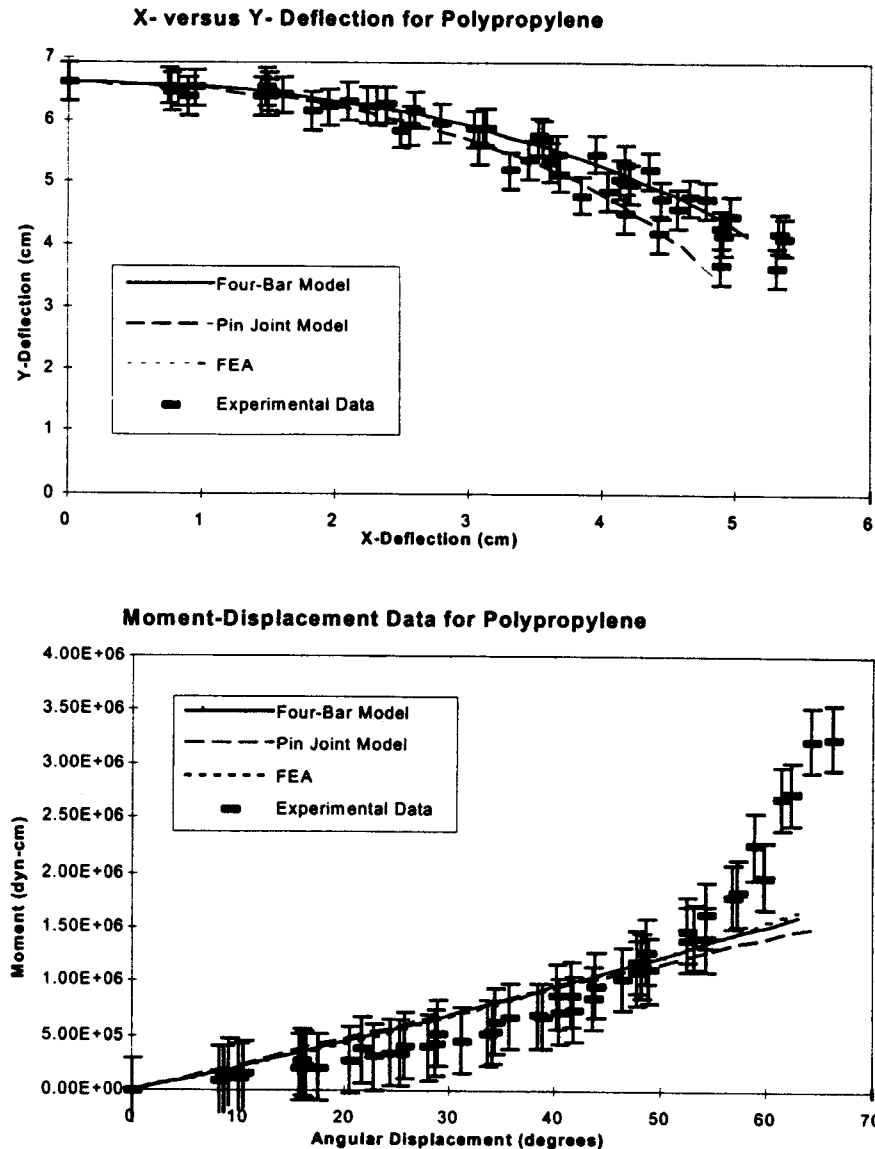 X- versus Y- Deflection for Polypropylene
7
6
5
4
3
2
1
0
Y-Deflection (cm)
Four-Bar Model
Pin Joint Model
FEA
Experimental Data
0 1 2 3 4 5 6
X-Deflection (cm)
Moment-Displacement Data for Polypropylene
4.00E+06
3.50E+06
3.00E+06
2.50E+06
2.00E+06
1.50E+06
1.00E+06
5.00E+05
0.00E+00
Moment (dyn-cm)
Four-Bar Model
Pin Joint Model
FEA
Experimental Data
0 10 20 30 40 50 60 70
Angular Displacement (degrees)